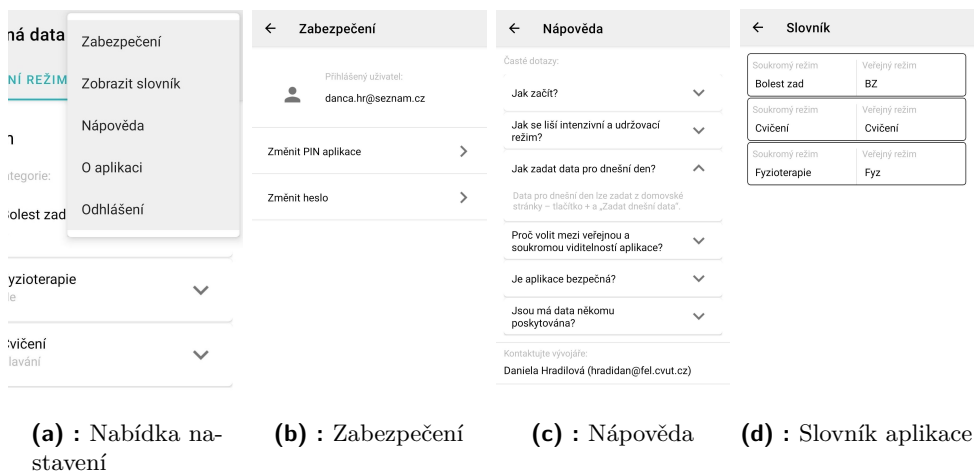 ná data
NÍ REŽIM
Zabezpečení
Zobrazit slovník
Nápověda
O aplikaci
Odhlášení
ategorie:
olest zad
yzioterapie
vičení
lavání
Zabezpečení
Přihlášený uživatel:
danca.hr@seznam.cz
Změnit PIN aplikace
Změnit heslo
Nápověda
Časté dotazy:
Jak začít?
Jak se liší intenzivní a udržovací
režim?
Jak zadat data pro dnešní den?
Data pro dnešní den lze zadat z domovské
stránky – tlačítko + a „Zadat dnešní data".
Proč volit mezi veřejnou a
soukromou viditelností aplikace?
Je aplikace bezpečná?
Jsou má data někomu
poskytována?
Kontaktujte vývojáře:
Daniela Hradilová (hradidan@fel.cvut.cz)
Slovník
Soukromý režim Veřejný režim
Bolest zad BZ
Soukromý režim Veřejný režim
Cvičení Cvičení
Soukromý režim Veřejný režim
Fyzioterapie Fyz
(a) : Nabídka na-
stavení
(b) : Zabezpečení
(c) : Nápověda
(d) : Slovník aplikace